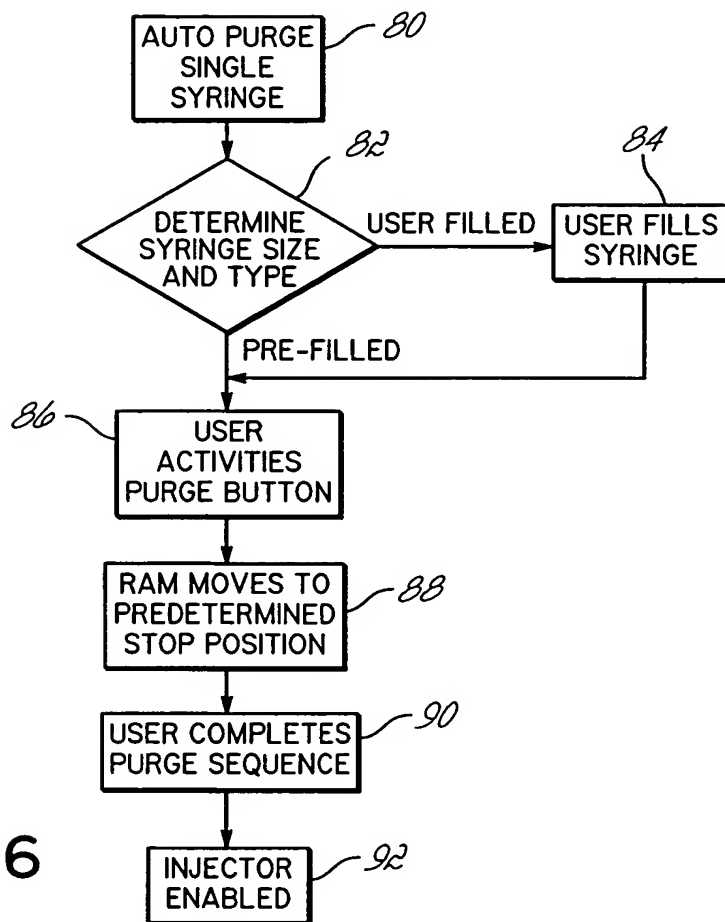 AUTO PURGE
SINGLE
SYRINGE
80
82
DETERMINE
SYRINGE SIZE
AND TYPE
USER FILLED
84
USER FILLS
SYRINGE
PRE-FILLED
86
USER
ACTIVITIES
PURGE BUTTON
RAM MOVES TO
PREDETERMINED
STOP POSITION
88
USER COMPLETES
PURGE SEQUENCE
90
INJECTOR
ENABLED
92
6